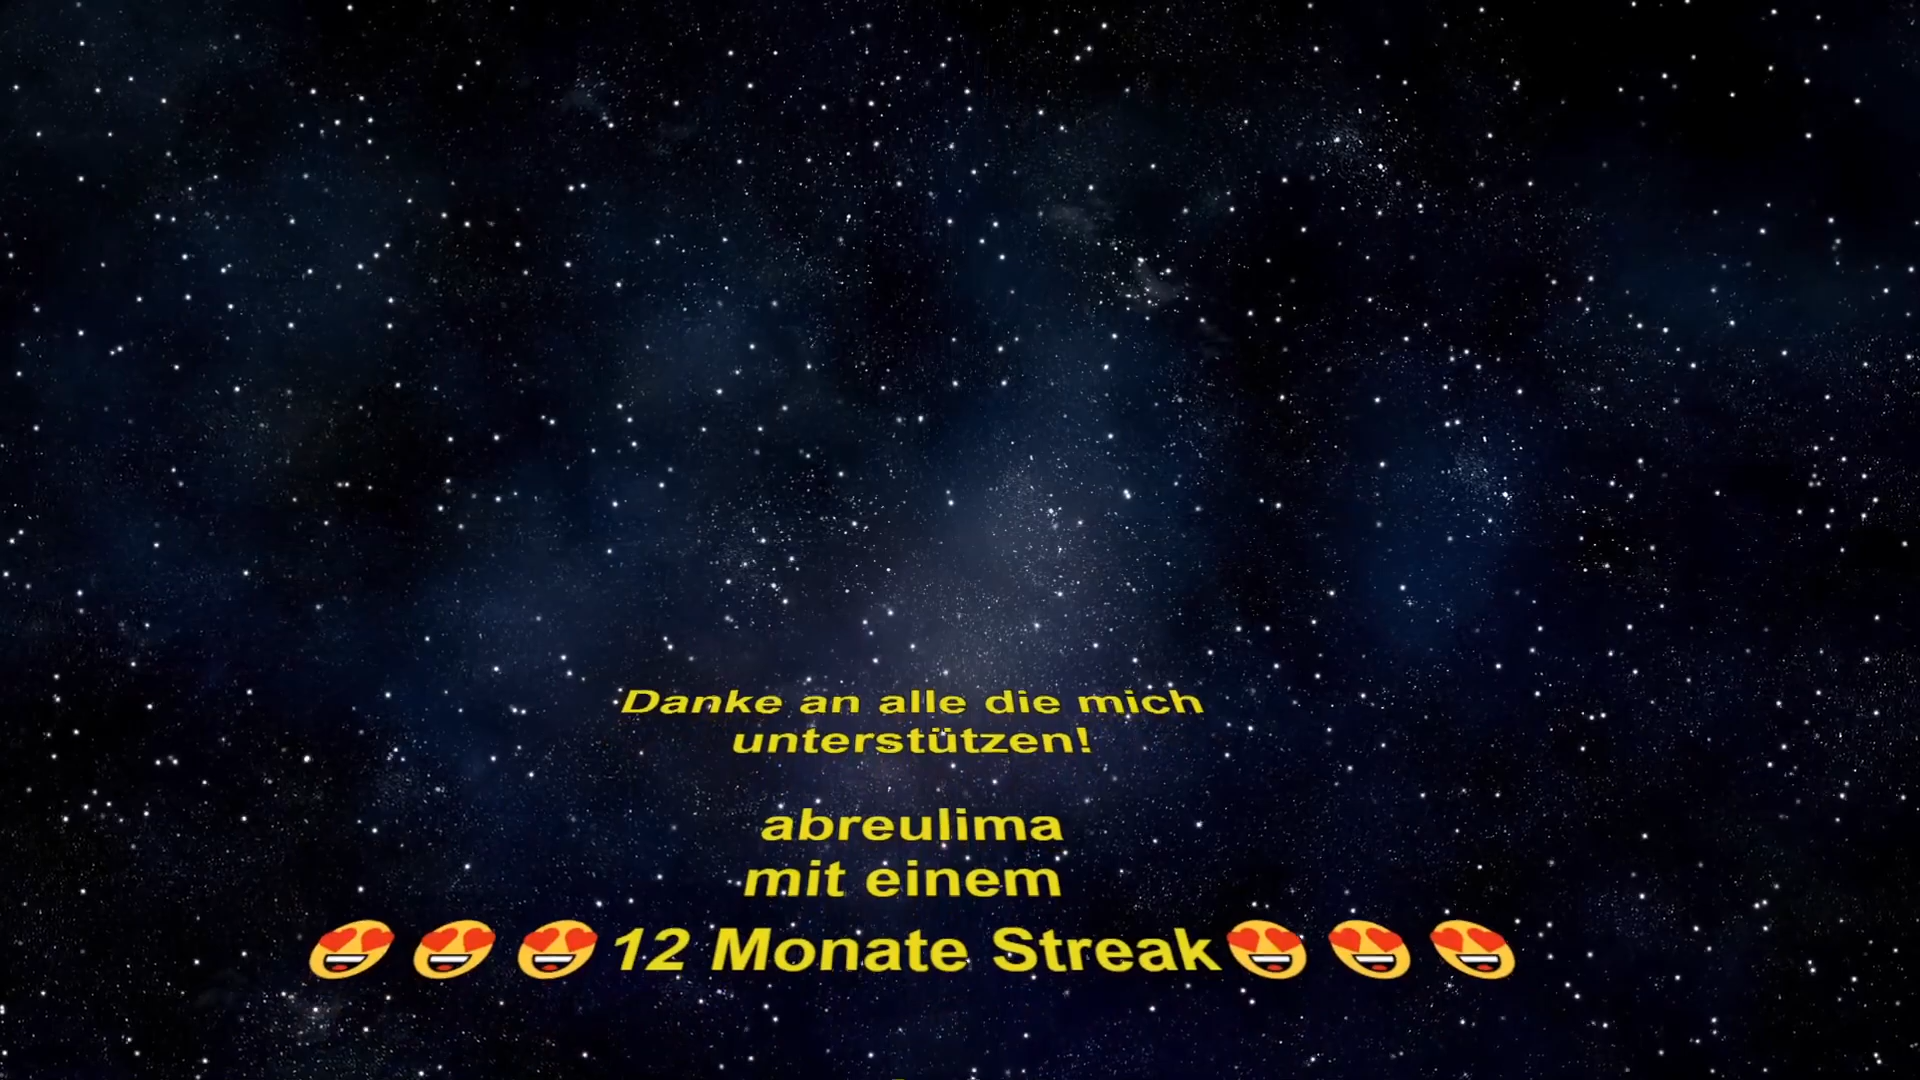 Danke an alle die mich
unterstützen!
abreulima
mit einem
😍😍😍12 Monate Streak😍😍😍